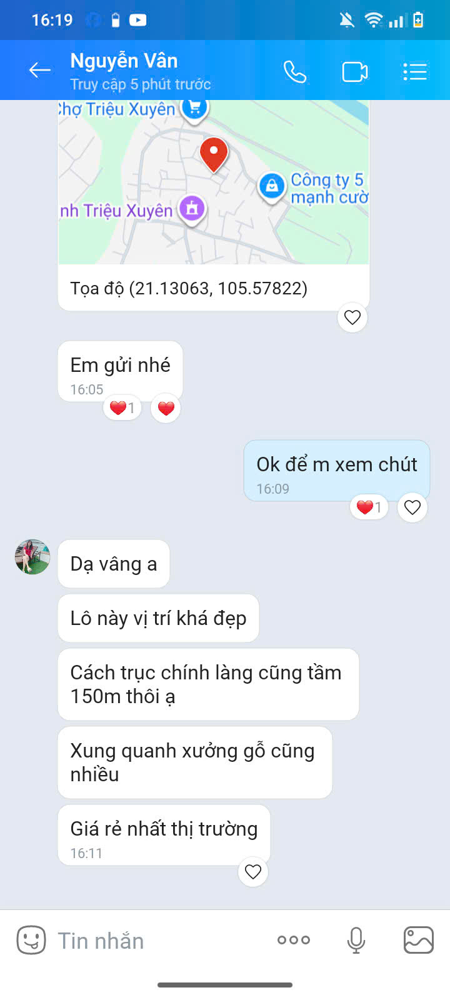 16:19
Nguyễn Vân
Truy cập 5 phút trước
Chợ Triệu Xuyên
Công ty 5
mạnh cườ
nh Triệu Xuyên
Tọa độ (21.13063, 105.57822)
Em gửi nhé
16:05
1
Ok để m xem chút
16:09
1
Dạ vâng a
Lô này vị trí khá đẹp
Cách trục chính làng cũng tầm
150m thôi ạ
Xung quanh xưởng gỗ cũng
nhiều
Giá rẻ nhất thị trường
16:11
Tin nhắn